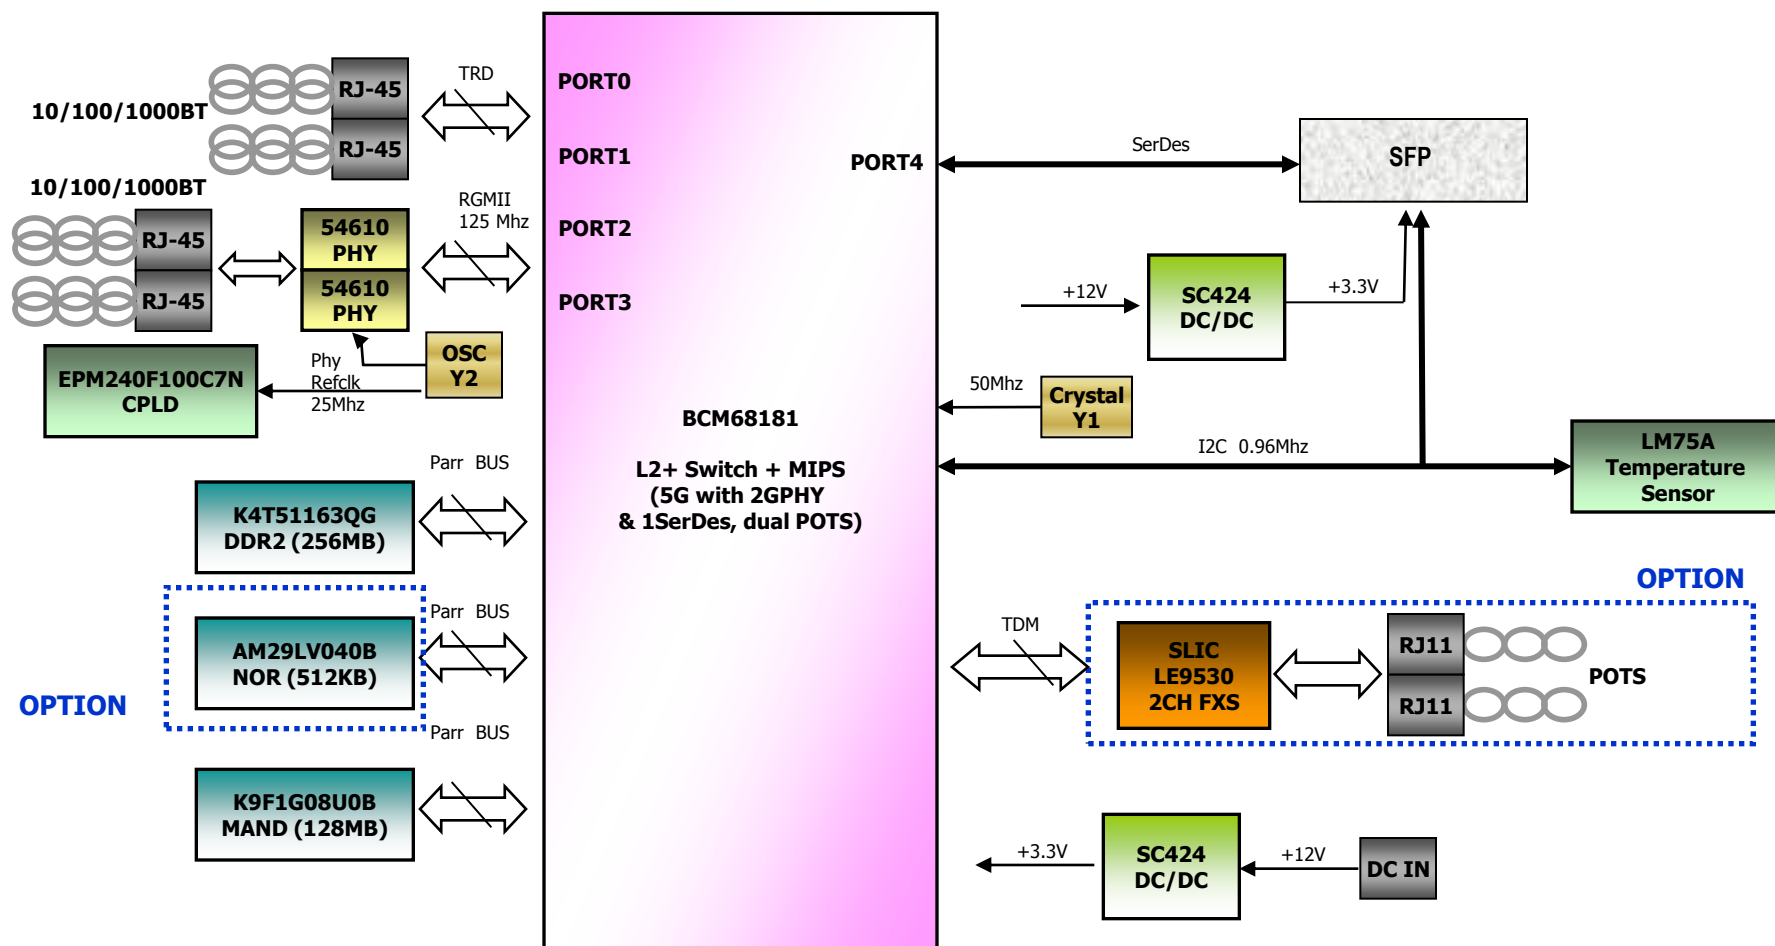 10/100/1000BT
RJ-45
RJ-45
TRD
10/100/1000BT
RJ-45
RJ-45
54610
PHY
54610
PHY
RGMII
125 Mhz
OSC
Y2
Phy
Refclk
25Mhz
EPM240F100C7N
CPLD
Parr BUS
K4T51163QG
DDR2 (256MB)
OPTION
Parr BUS
AM29LV040B
NOR (512KB)
Parr BUS
K9F1G08U0B
MAND (128MB)
PORT0
PORT1
PORT2
PORT3
PORT4
BCM68181
L2+ Switch + MIPS
(5G with 2GPHY
& 1SerDes, dual POTS)
SerDes
SFP
+12V
SC424
DC/DC
+3.3V
50Mhz
Crystal
Y1
I2C 0.96Mhz
LM75A
Temperature
Sensor
OPTION
TDM
SLIC
LE9530
2CH FXS
RJ11
RJ11
POTS
+3.3V
SC424
DC/DC
+12V
DC IN